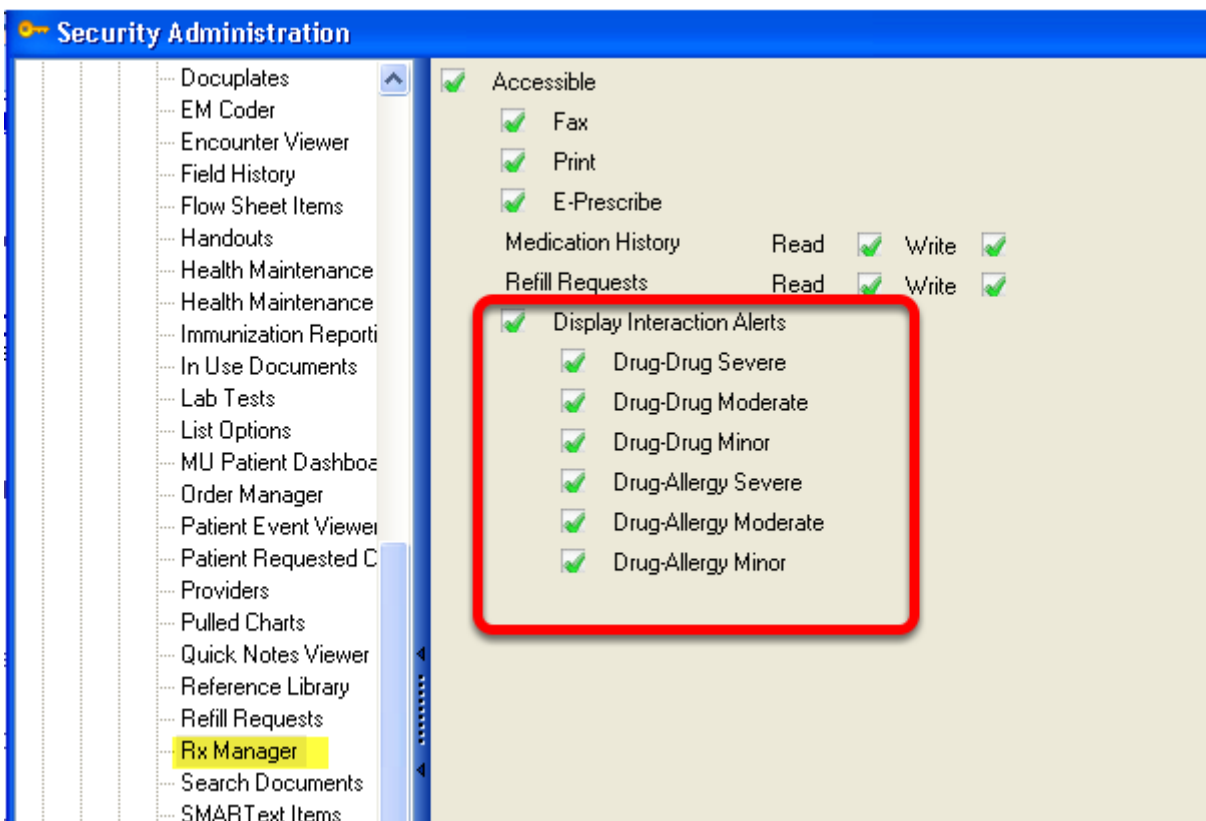 Security Administration
Docuplates
EM Coder
Encounter Viewer
Field History
Flow Sheet Items
Handouts
Health Maintenance
Health Maintenance
Immunization Reporti
In Use Documents
Lab Tests
List Options
MU Patient Dashboa
Order Manager
Patient Event Viewer
Patient Requested C
Providers
Pulled Charts
Quick Notes Viewer
Reference Library
Refill Requests
Rx Manager
Search Documents
SMARText Items
Accessible
Fax
Print
E-Prescribe
Medication History Read Write
Refill Requests Read Write
Display Interaction Alerts
Drug-Drug Severe
Drug-Drug Moderate
Drug-Drug Minor
Drug-Allergy Severe
Drug-Allergy Moderate
Drug-Allergy Minor